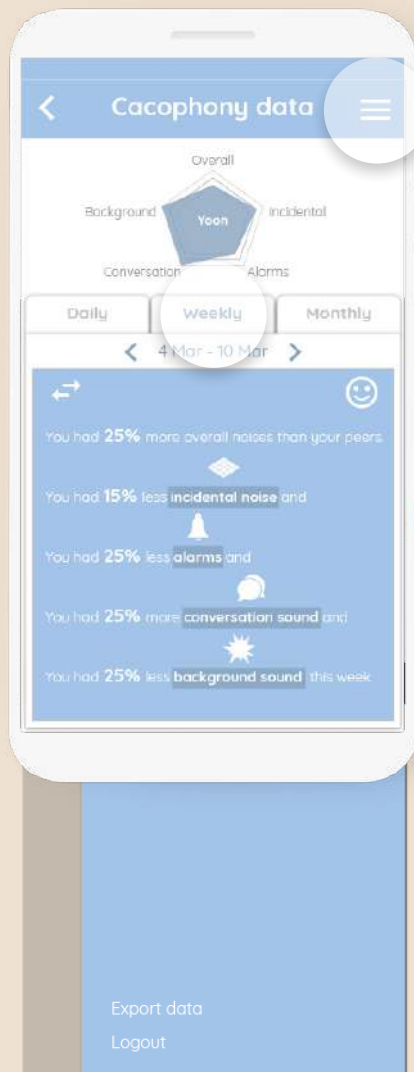 Cacophony data
Overall
Background
Yoon
Incidental
Conversation
Alarms
Daily
Weekly
Monthly
4 Mar - 10 Mar
You had 25% more overall noises than your peers
You had 15% less incidental noise and
You had 25% less alarms and
You had 25% more conversation sound and
You had 25% less background sound this week
Export data
Logout